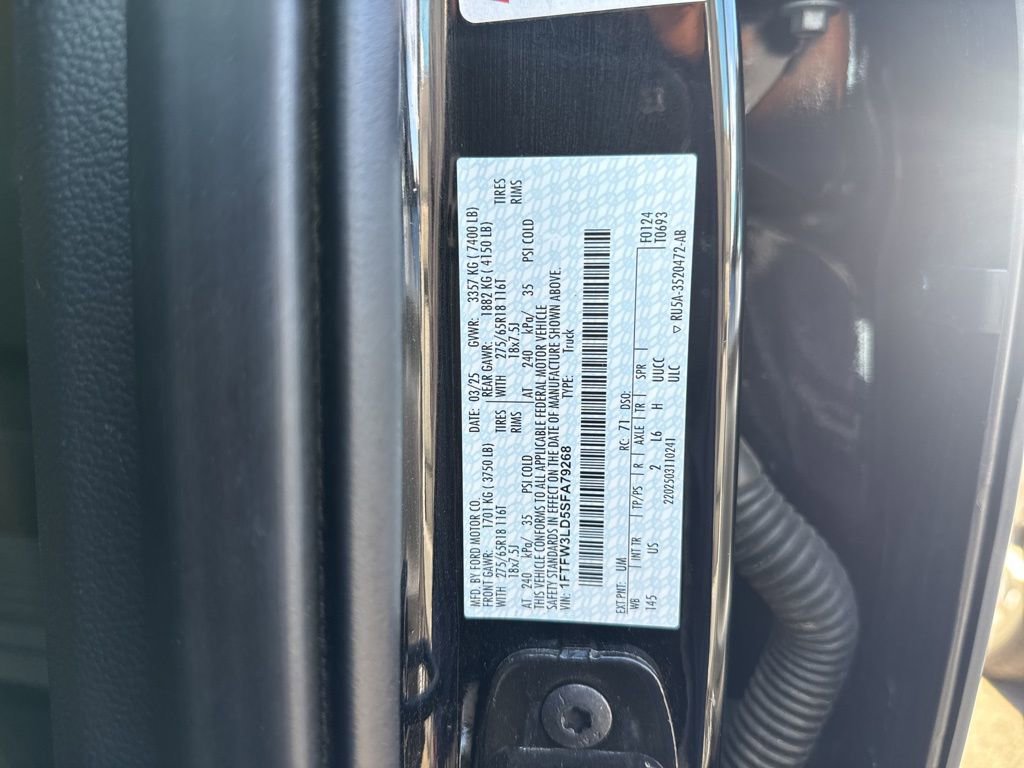 MFD. BY FORD MOTOR CO. DATE: 03/25 GVWR: 3357 KG ( 7400 LB)
FRONT GAWR: 1701 KG ( 3750 LB) REAR GAWR: 1882 KG ( 4150 LB)
WITH 275/65R18 116T TIRES WITH 275/65R18 116T TIRES
18x7.5J RIMS 18x7.5J RIMS
AT 240 kPa/ 35 PSI COLD AT 240 kPa/ 35 PSI COLD
THIS VEHICLE CONFORMS TO ALL APPLICABLE FEDERAL MOTOR VEHICLE
SAFETY STANDARDS IN EFFECT ON THE DATE OF MANUFACTURE SHOWN ABOVE.
VIN: 1FTFW3LD5SFA79268 TYPE: Truck
EXT PNT: UM RC: 71 DSO: F0124
WB INT TR TP/PS R AXLE TR SPR T0693
145 US 2 L6 H UUCC
2202503110241 ULC RU5A-3520472-AB